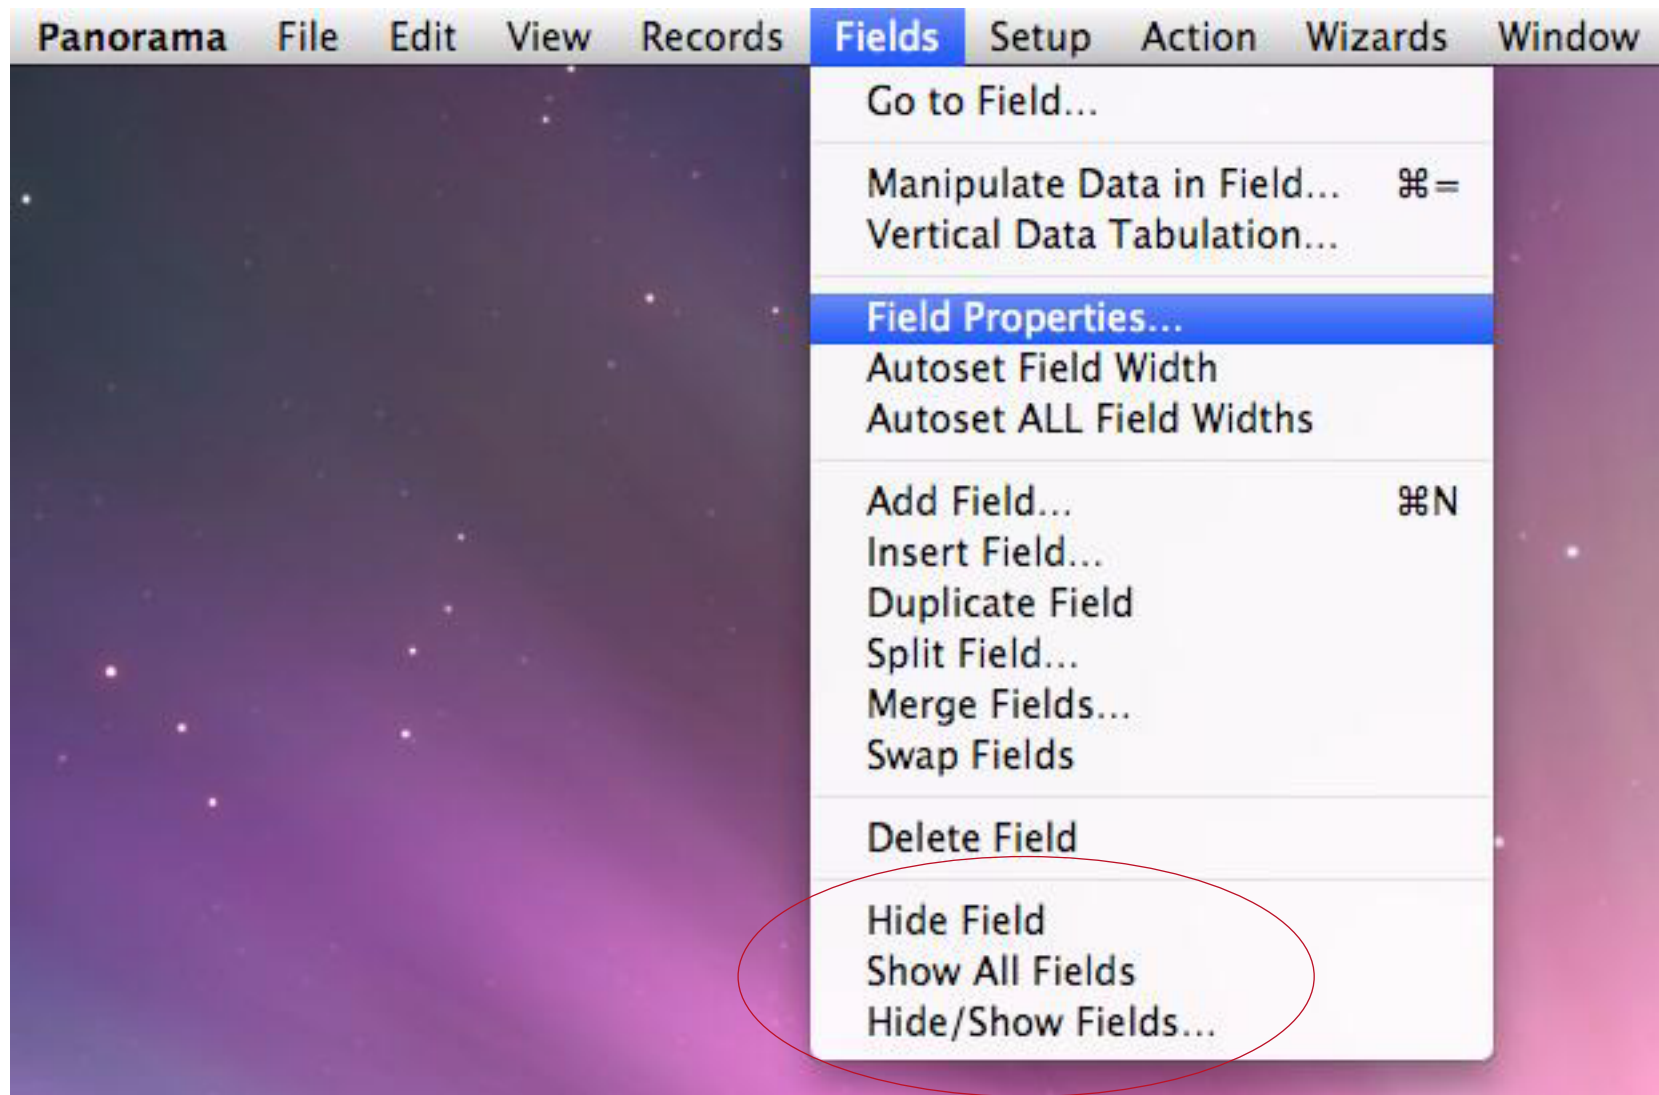 Panorama File Edit View Records Fields Setup Action Wizards Window
Go to Field...
Manipulate Data in Field... ⌘=
Vertical Data Tabulation...
Field Properties...
Autoset Field Width
Autoset ALL Field Widths
Add Field... ⌘N
Insert Field...
Duplicate Field
Split Field...
Merge Fields...
Swap Fields
Delete Field
Hide Field
Show All Fields
Hide/Show Fields...